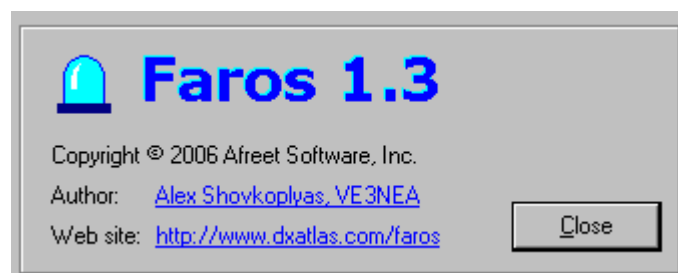 Faros 1.3
Copyright © 2006 Afreet Software, Inc.
Author: Alex Shovkoplyas, VE3NEA
Web site: http://www.dxatlas.com/faros
Close